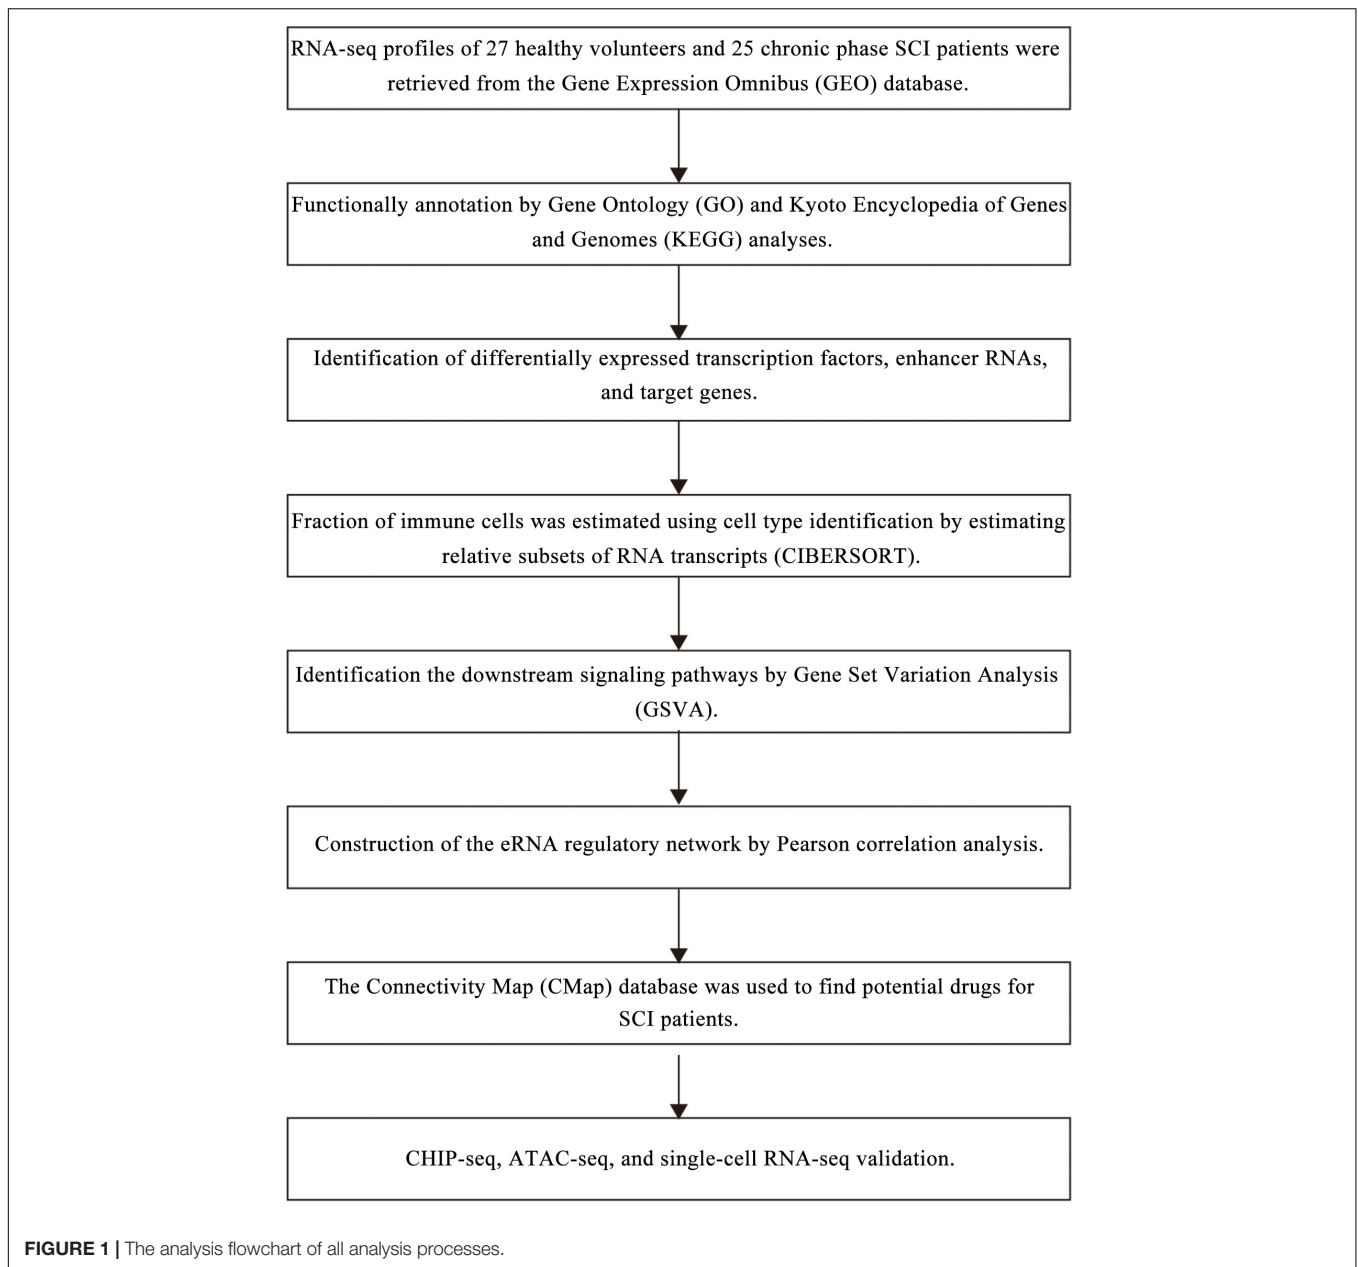 RNA-seq profiles of 27 healthy volunteers and 25 chronic phase SCI patients were
retrieved from the Gene Expression Omnibus (GEO) database.
Functionally annotation by Gene Ontology (GO) and Kyoto Encyclopedia of Genes
and Genomes (KEGG) analyses.
Identification of differentially expressed transcription factors, enhancer RNAs,
and target genes.
Fraction of immune cells was estimated using cell type identification by estimating
relative subsets of RNA transcripts (CIBERSORT).
Identification the downstream signaling pathways by Gene Set Variation Analysis
(GSVA).
Construction of the eRNA regulatory network by Pearson correlation analysis.
The Connectivity Map (CMap) database was used to find potential drugs for
SCI patients.
CHIP-seq, ATAC-seq, and single-cell RNA-seq validation.
FIGURE 1 | The analysis flowchart of all analysis processes.